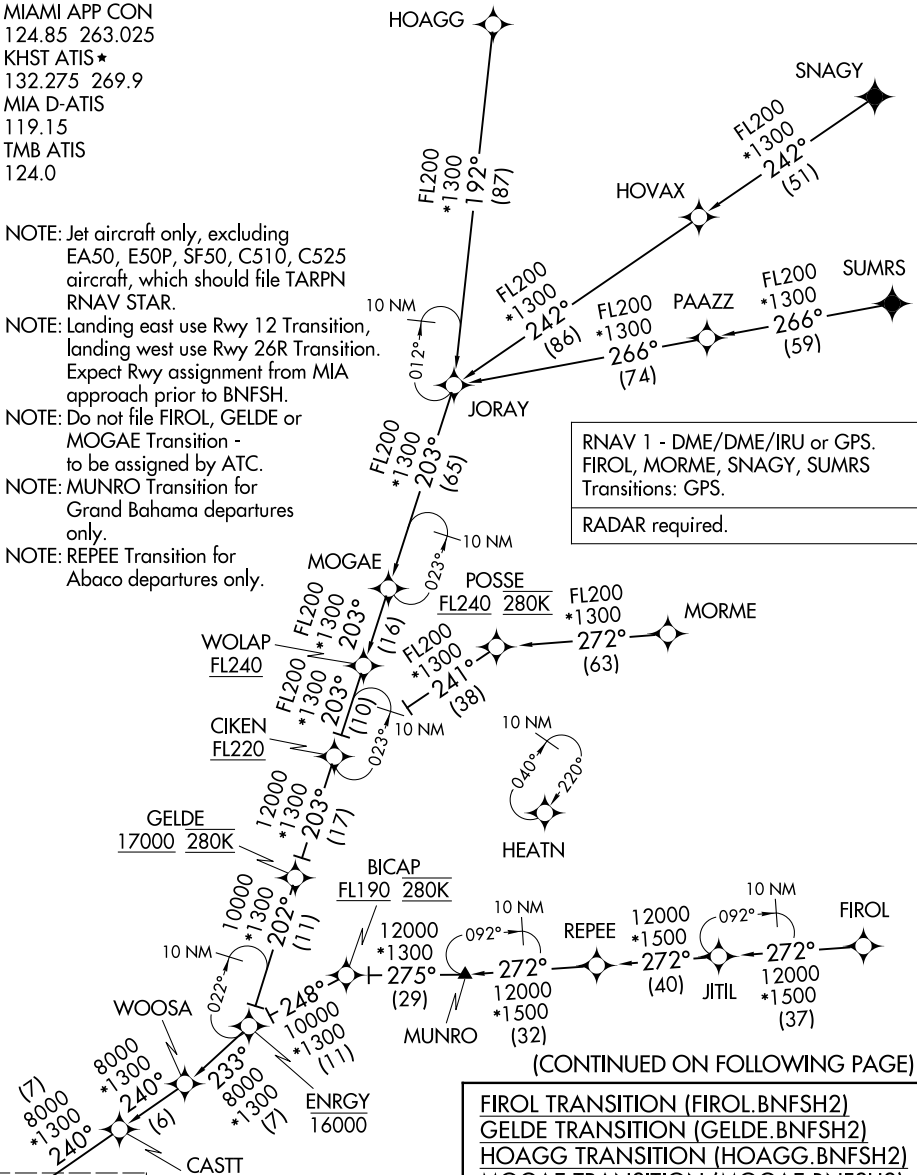 MIAMI APP CON
124.85 263.025
KHST ATIS★
132.275 269.9
MIA D-ATIS
119.15
TMB ATIS
124.0
HOAGG
FL200
*1300
192°
(87)
SNAGY
FL200
*1300
242°
(51)
HOVAX
FL200
*1300
242°
(86)
SUMRS
FL200
*1300
266°
(59)
PAAZZ
FL200
*1300
266°
(74)
10 NM
012°
JORAY
NOTE: Jet aircraft only, excluding
EA50, E50P, SF50, C510, C525
aircraft, which should file TARPN
RNAV STAR.
NOTE: Landing east use Rwy 12 Transition,
landing west use Rwy 26R Transition.
Expect Rwy assignment from MIA
approach prior to BNFSH.
NOTE: Do not file FIROL, GELDE or
MOGAE Transition -
to be assigned by ATC.
NOTE: MUNRO Transition for
Grand Bahama departures
only.
NOTE: REPEE Transition for
Abaco departures only.
RNAV 1 - DME/DME/IRU or GPS.
FIROL, MORME, SNAGY, SUMRS
Transitions: GPS.
RADAR required.
FL200
*1300
203°
(65)
10 NM
023°
MOGAE
FL200
*1300
203°
(16)
WOLAP
FL240
FL200
*1300
203°
(10)
10 NM
023°
CIKEN
FL220
POSSE
FL240 280K
FL200
*1300
241°
(38)
FL200
*1300
272°
(63)
MORME
10 NM
040°
220°
HEATN
12000
*1300
203°
(17)
GELDE
17000 280K
10000
*1300
202°
(11)
10 NM
022°
BICAP
FL190 280K
248°
10000
*1300
(11)
12000
*1300
275°
(29)
092°
10 NM
MUNRO
272°
12000
*1500
(32)
REPEE
12000
*1500
272°
(40)
092°
10 NM
JITIL
272°
12000
*1500
(37)
FIROL
ENRGY
16000
WOOSA
233°
8000
*1300
(7)
8000
*1300
240°
(6)
CASTT
(7)
8000
*1300
240°
(CONTINUED ON FOLLOWING PAGE)
FIROL TRANSITION (FIROL.BNFSH2)
GELDE TRANSITION (GELDE.BNFSH2)
HOAGG TRANSITION (HOAGG.BNFSH2)
MOGAE TRANSITION (MOGAE.BNFSH2)